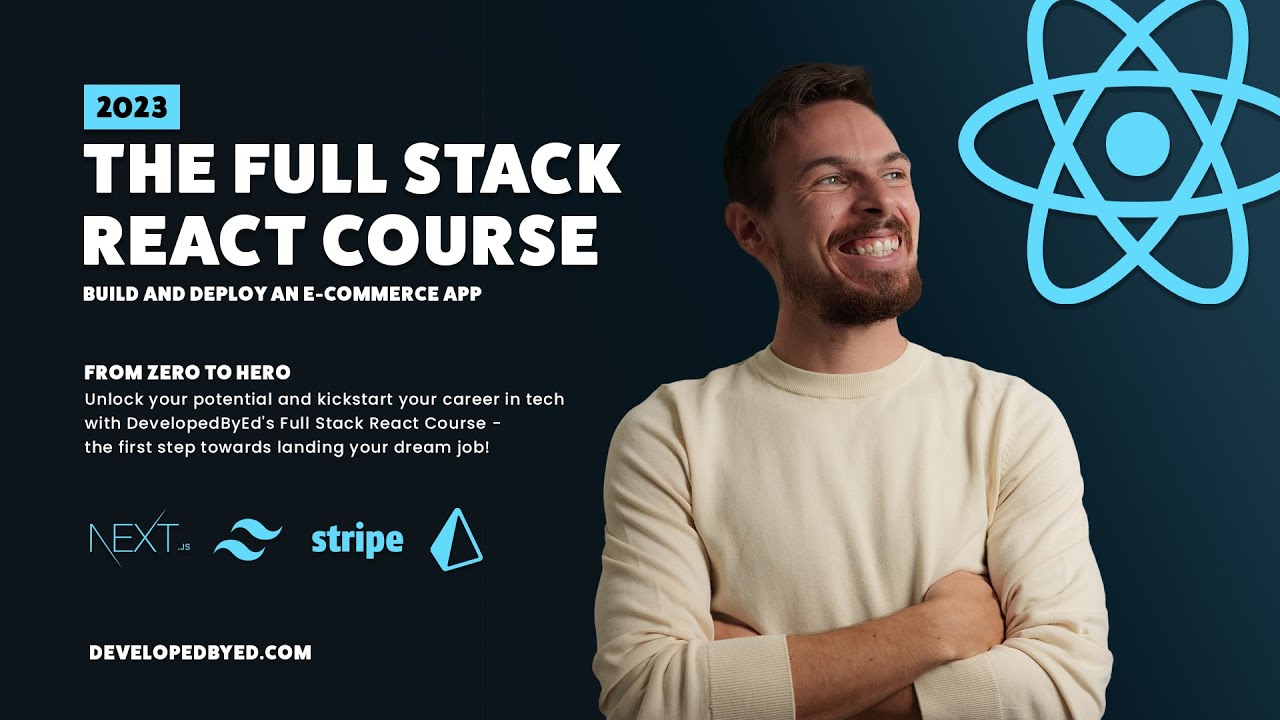 2023
THE FULL STACK
REACT COURSE
BUILD AND DEPLOY AN E-COMMERCE APP
FROM ZERO TO HERO
Unlock your potential and kickstart your career in tech
with DevelopedByEd's Full Stack React Course -
the first step towards landing your dream job!
NEXT.JS stripe
DEVELOPEDBYED.COM